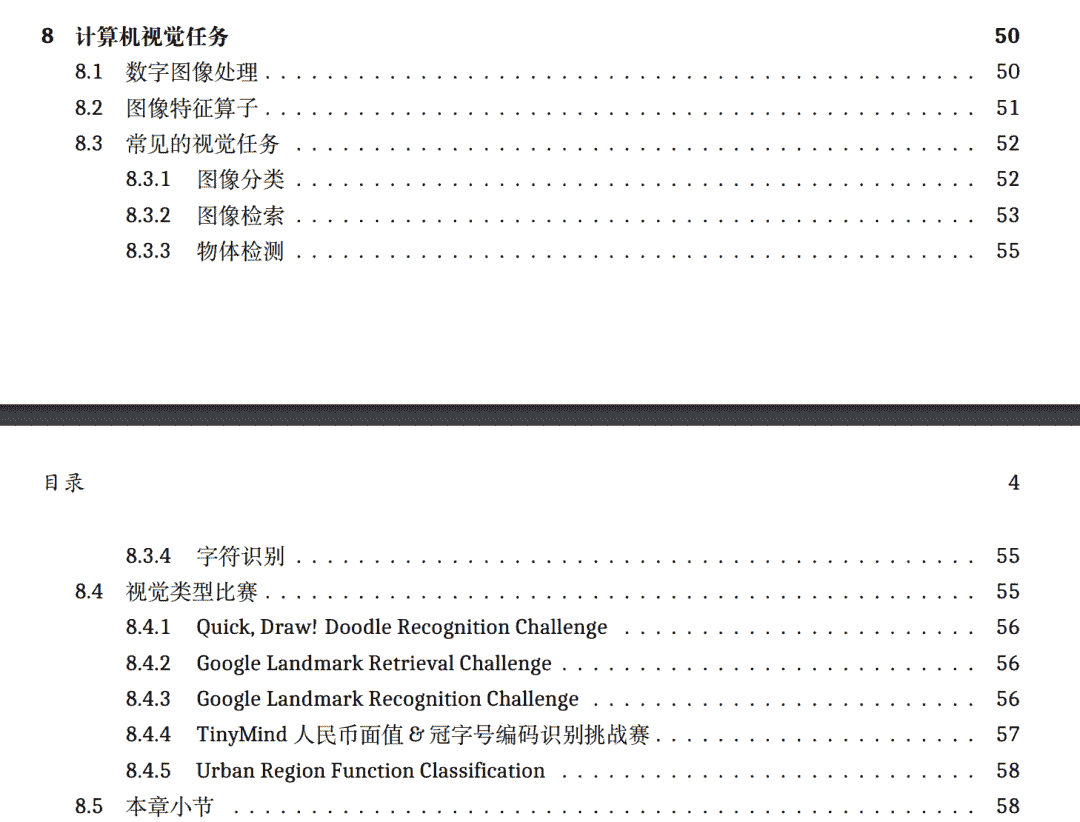 8 计算机视觉任务 50
8.1 数字图像处理 . . . . . . . . . . . . . . . . . . . . . . . . . . . . . . . . . . . . . . . . . . . . . . 50
8.2 图像特征算子 . . . . . . . . . . . . . . . . . . . . . . . . . . . . . . . . . . . . . . . . . . . . . . 51
8.3 常见的视觉任务 . . . . . . . . . . . . . . . . . . . . . . . . . . . . . . . . . . . . . . . . . . . . 52
8.3.1 图像分类 . . . . . . . . . . . . . . . . . . . . . . . . . . . . . . . . . . . . . . . . . . . . 52
8.3.2 图像检索 . . . . . . . . . . . . . . . . . . . . . . . . . . . . . . . . . . . . . . . . . . . . 53
8.3.3 物体检测 . . . . . . . . . . . . . . . . . . . . . . . . . . . . . . . . . . . . . . . . . . . . 55
目录 4
8.3.4 字符识别 . . . . . . . . . . . . . . . . . . . . . . . . . . . . . . . . . . . . . . . . . . . . 55
8.4 视觉类型比赛 . . . . . . . . . . . . . . . . . . . . . . . . . . . . . . . . . . . . . . . . . . . . . . 55
8.4.1 Quick, Draw! Doodle Recognition Challenge . . . . . . . . . . . . . . . . . . . . . . . 56
8.4.2 Google Landmark Retrieval Challenge . . . . . . . . . . . . . . . . . . . . . . . . . . . 56
8.4.3 Google Landmark Recognition Challenge . . . . . . . . . . . . . . . . . . . . . . . . . 56
8.4.4 TinyMind 人民币面值 & 冠字号编码识别挑战赛 . . . . . . . . . . . . . . . . . . . . . 57
8.4.5 Urban Region Function Classification . . . . . . . . . . . . . . . . . . . . . . . . . . . 58
8.5 本章小节 . . . . . . . . . . . . . . . . . . . . . . . . . . . . . . . . . . . . . . . . . . . . . . . . 58